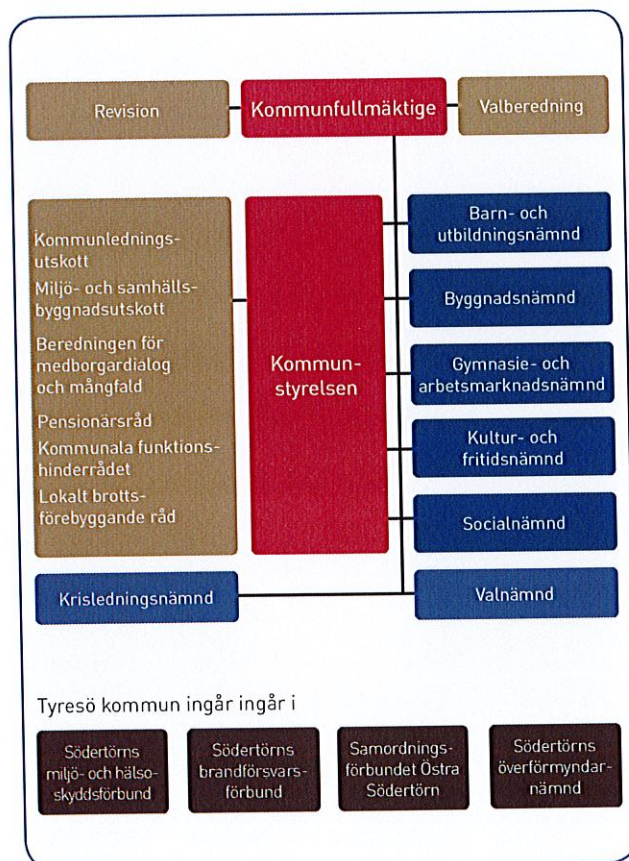 Revision
Kommunfullmäktige
Valberedning
Kommunlednings-
utskott
Miljö- och samhälls-
byggnadsutskott
Beredningen för
medborgardialog
och mångfald
Pensionärsråd
Kommunala funktions-
hinderrådet
Lokalt brotts-
förebyggande råd
Kommun-
styrelsen
Barn- och
utbildningsnämnd
Byggnadsnämnd
Gymnasie- och
arbetsmarknadsnämnd
Kultur- och
fritidsnämnd
Socialnämnd
Krisledningsnämnd
Valnämnd
Tyresö kommun ingår ingår i
Södertörns
miljö- och hälso-
skyddsförbund
Södertörns
brandförsvars-
förbund
Samordnings-
förbundet Östra
Södertörn
Södertörns
överförmyndar-
nämnd